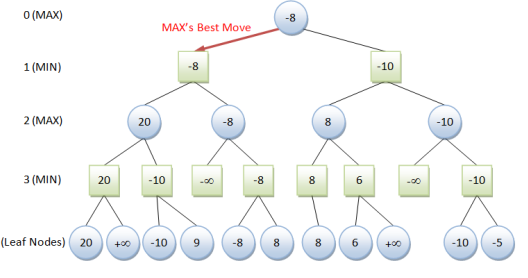 0 (MAX) -8
MAX's Best Move
1 (MIN) -8 -10
2 (MAX) 20 -8 8 -10
3 (MIN) 20 -10 -∞ -8 8 6 -∞ -10
(Leaf Nodes) 20 +∞ -10 9 -8 8 8 6 +∞ -10 -5